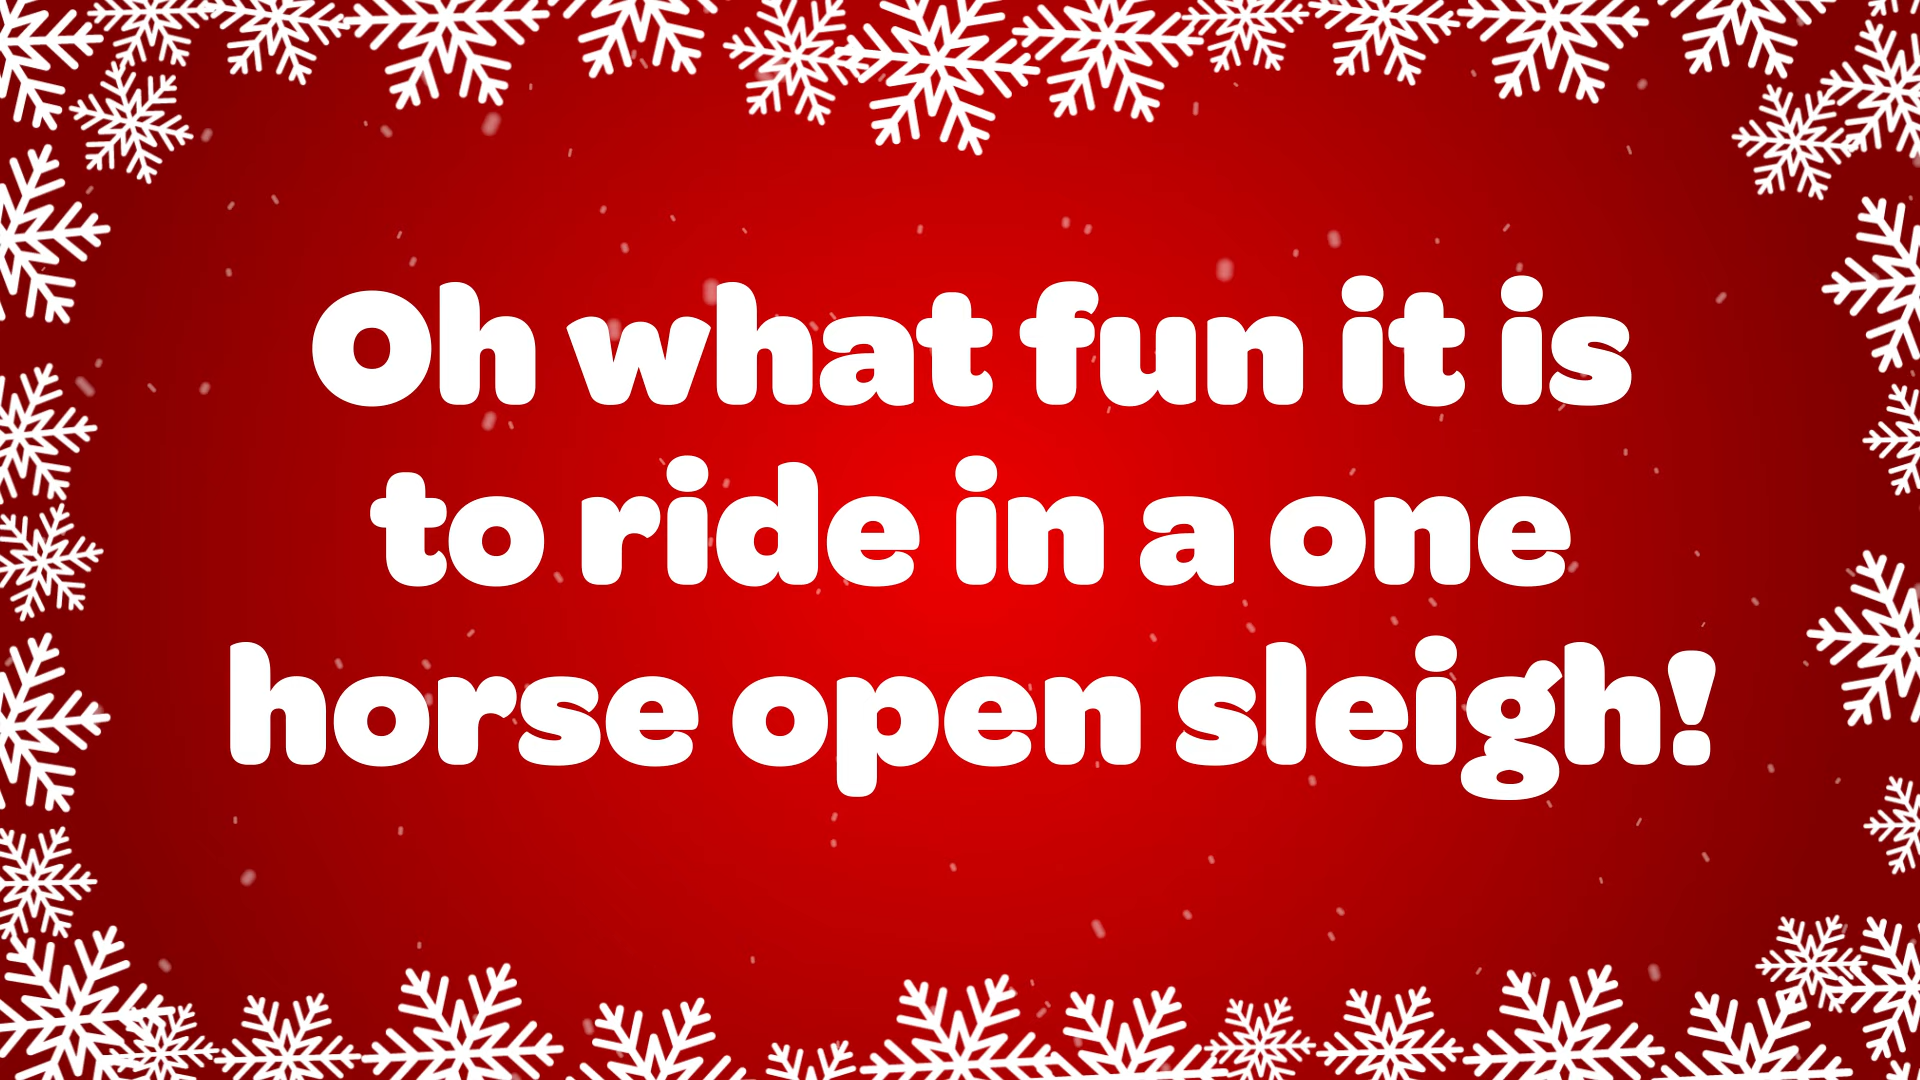 Oh what fun it is
to ride in a one
horse open sleigh!